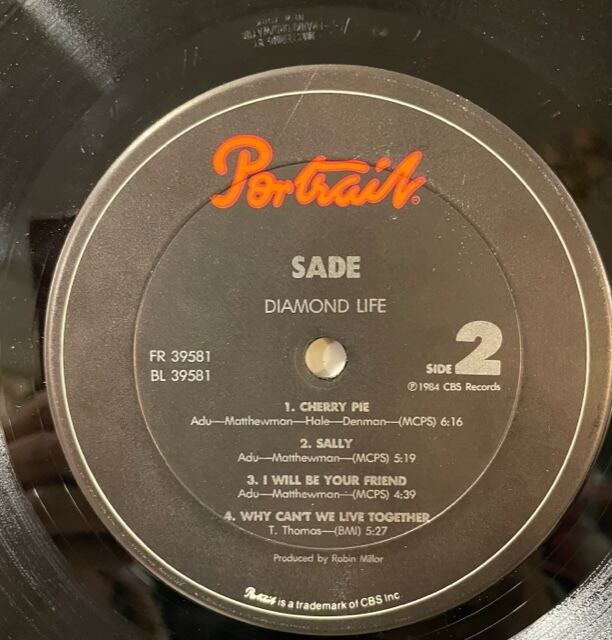 Portrait®
SADE
DIAMOND LIFE
FR 39581
BL 39581
SIDE 2
℗1984 CBS Records
1. CHERRY PIE
Adu—Matthewman—Hale—Denman—(MCPS) 6:16
2. SALLY
Adu—Matthewman—(MCPS) 5:19
3. I WILL BE YOUR FRIEND
Adu—Matthewman—(MCPS) 4:39
4. WHY CAN'T WE LIVE TOGETHER
T. Thomas—(BMI) 5:27
Produced by Robin Millar
Portrait is a trademark of CBS Inc